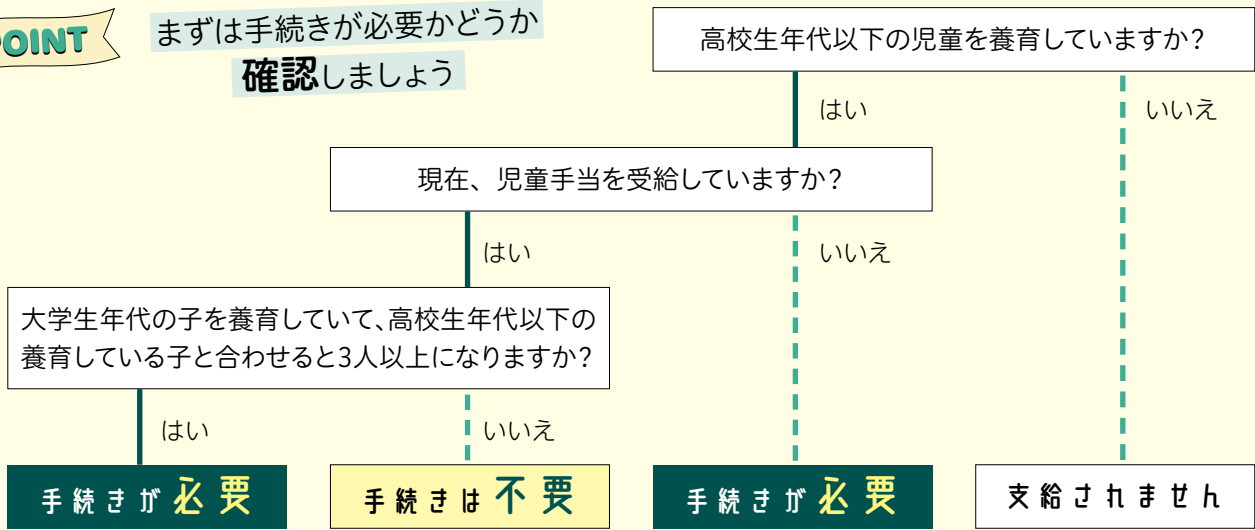 POINT
まずは手続きが必要かどうか
確認しましょう
高校生年代以下の児童を養育していますか?
はい
いいえ
現在、児童手当を受給していますか?
はい
いいえ
大学生年代の子を養育していて、高校生年代以下の
養育している子と合わせると3人以上になりますか?
はい
いいえ
手続きが必要
手続きは不要
手続きが必要
支給されません